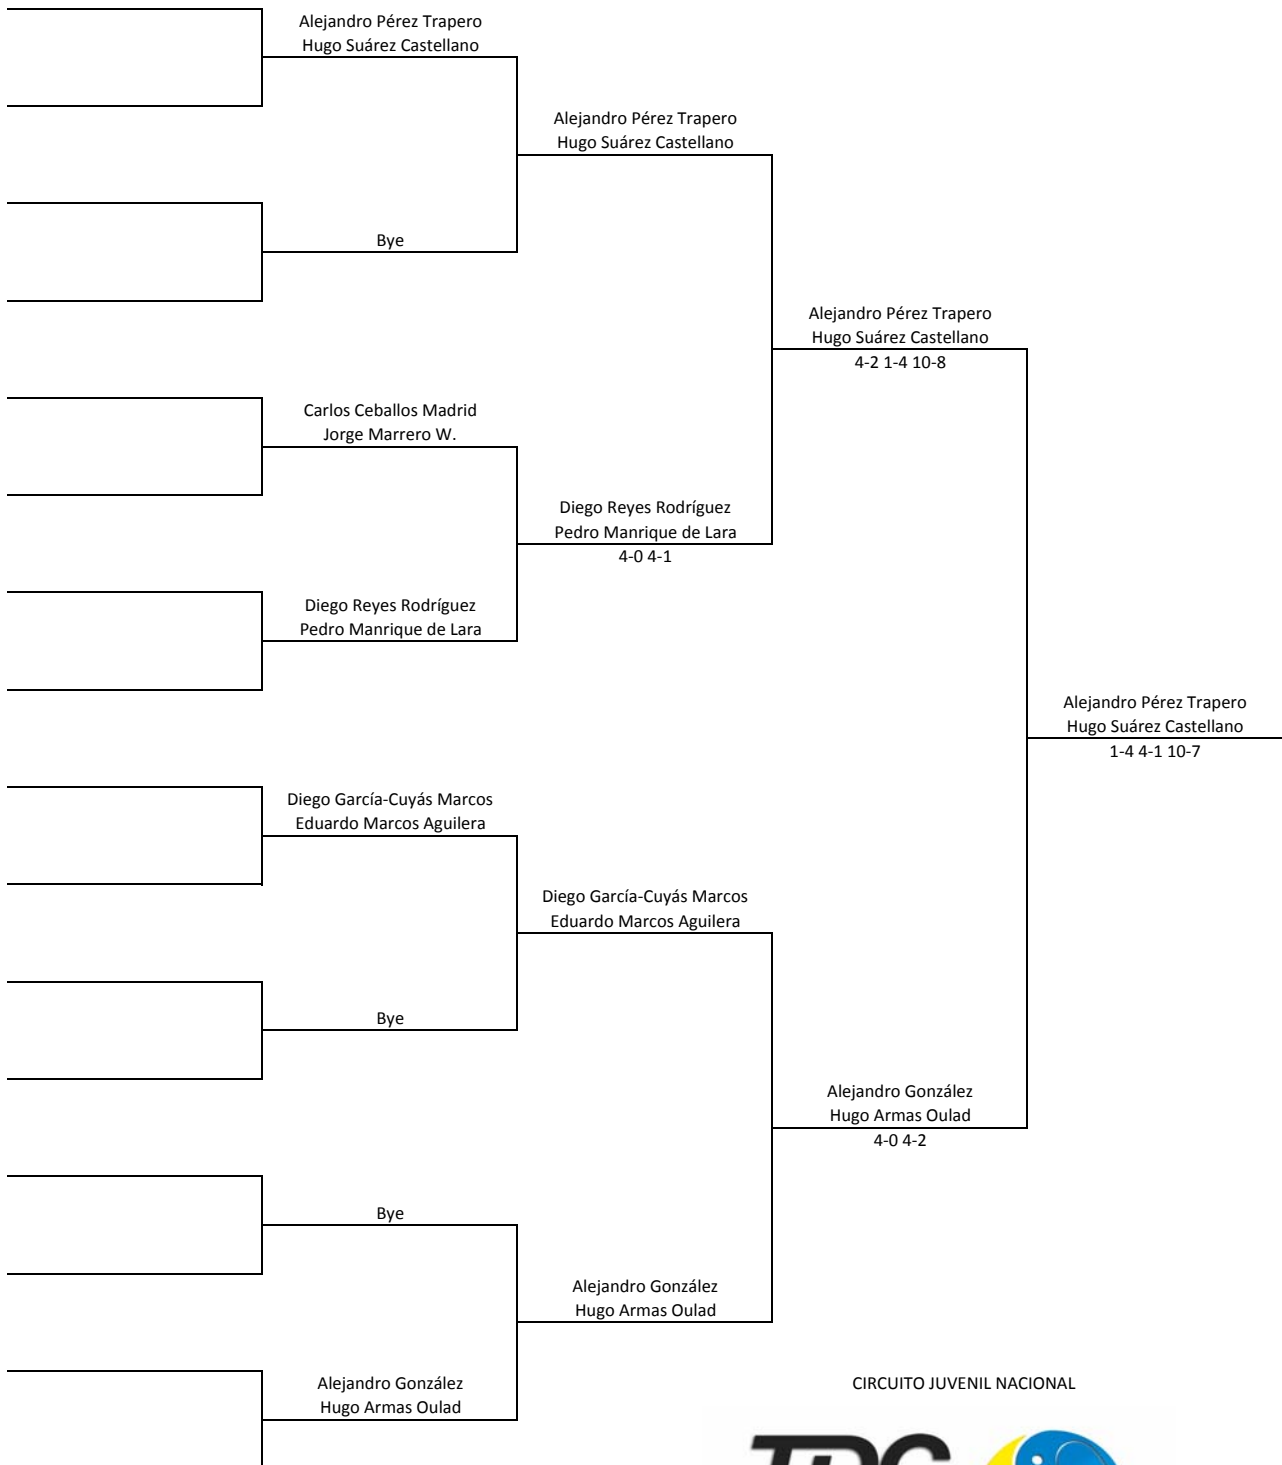 Alejandro Pérez Trapero
Hugo Suárez Castellano
Alejandro Pérez Trapero
Hugo Suárez Castellano
Bye
Alejandro Pérez Trapero
Hugo Suárez Castellano
4-2 1-4 10-8
Carlos Ceballos Madrid
Jorge Marrero W.
Diego Reyes Rodríguez
Pedro Manrique de Lara
4-0 4-1
Diego Reyes Rodríguez
Pedro Manrique de Lara
Alejandro Pérez Trapero
Hugo Suárez Castellano
1-4 4-1 10-7
Diego García-Cuyás Marcos
Eduardo Marcos Aguilera
Diego García-Cuyás Marcos
Eduardo Marcos Aguilera
Bye
Alejandro González
Hugo Armas Oulad
4-0 4-2
Bye
Alejandro González
Hugo Armas Oulad
Alejandro González
Hugo Armas Oulad
CIRCUITO JUVENIL NACIONAL